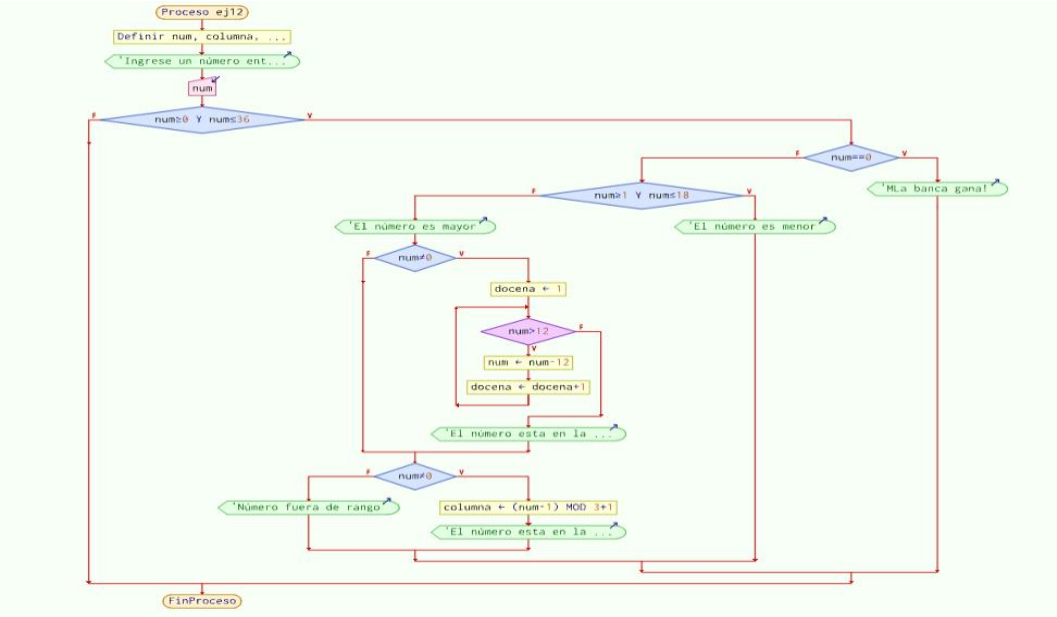 Proceso ej12
Definir num, columna, ...
'Ingrese un número ent...
num
F
num≥0 Y num≤36
V
F
num==0
V
'MLa banca gana!
F
num≥1 Y num≤18
V
'El número es mayor'
'El número es menor'
F
num≠0
V
docena ← 1
num>12
F
V
num ← num-12
docena ← docena+1
'El número esta en la ...
F
num≠0
V
'Número fuera de rango'
columna ← (num-1) MOD 3+1
'El número esta en la ...
FinProceso